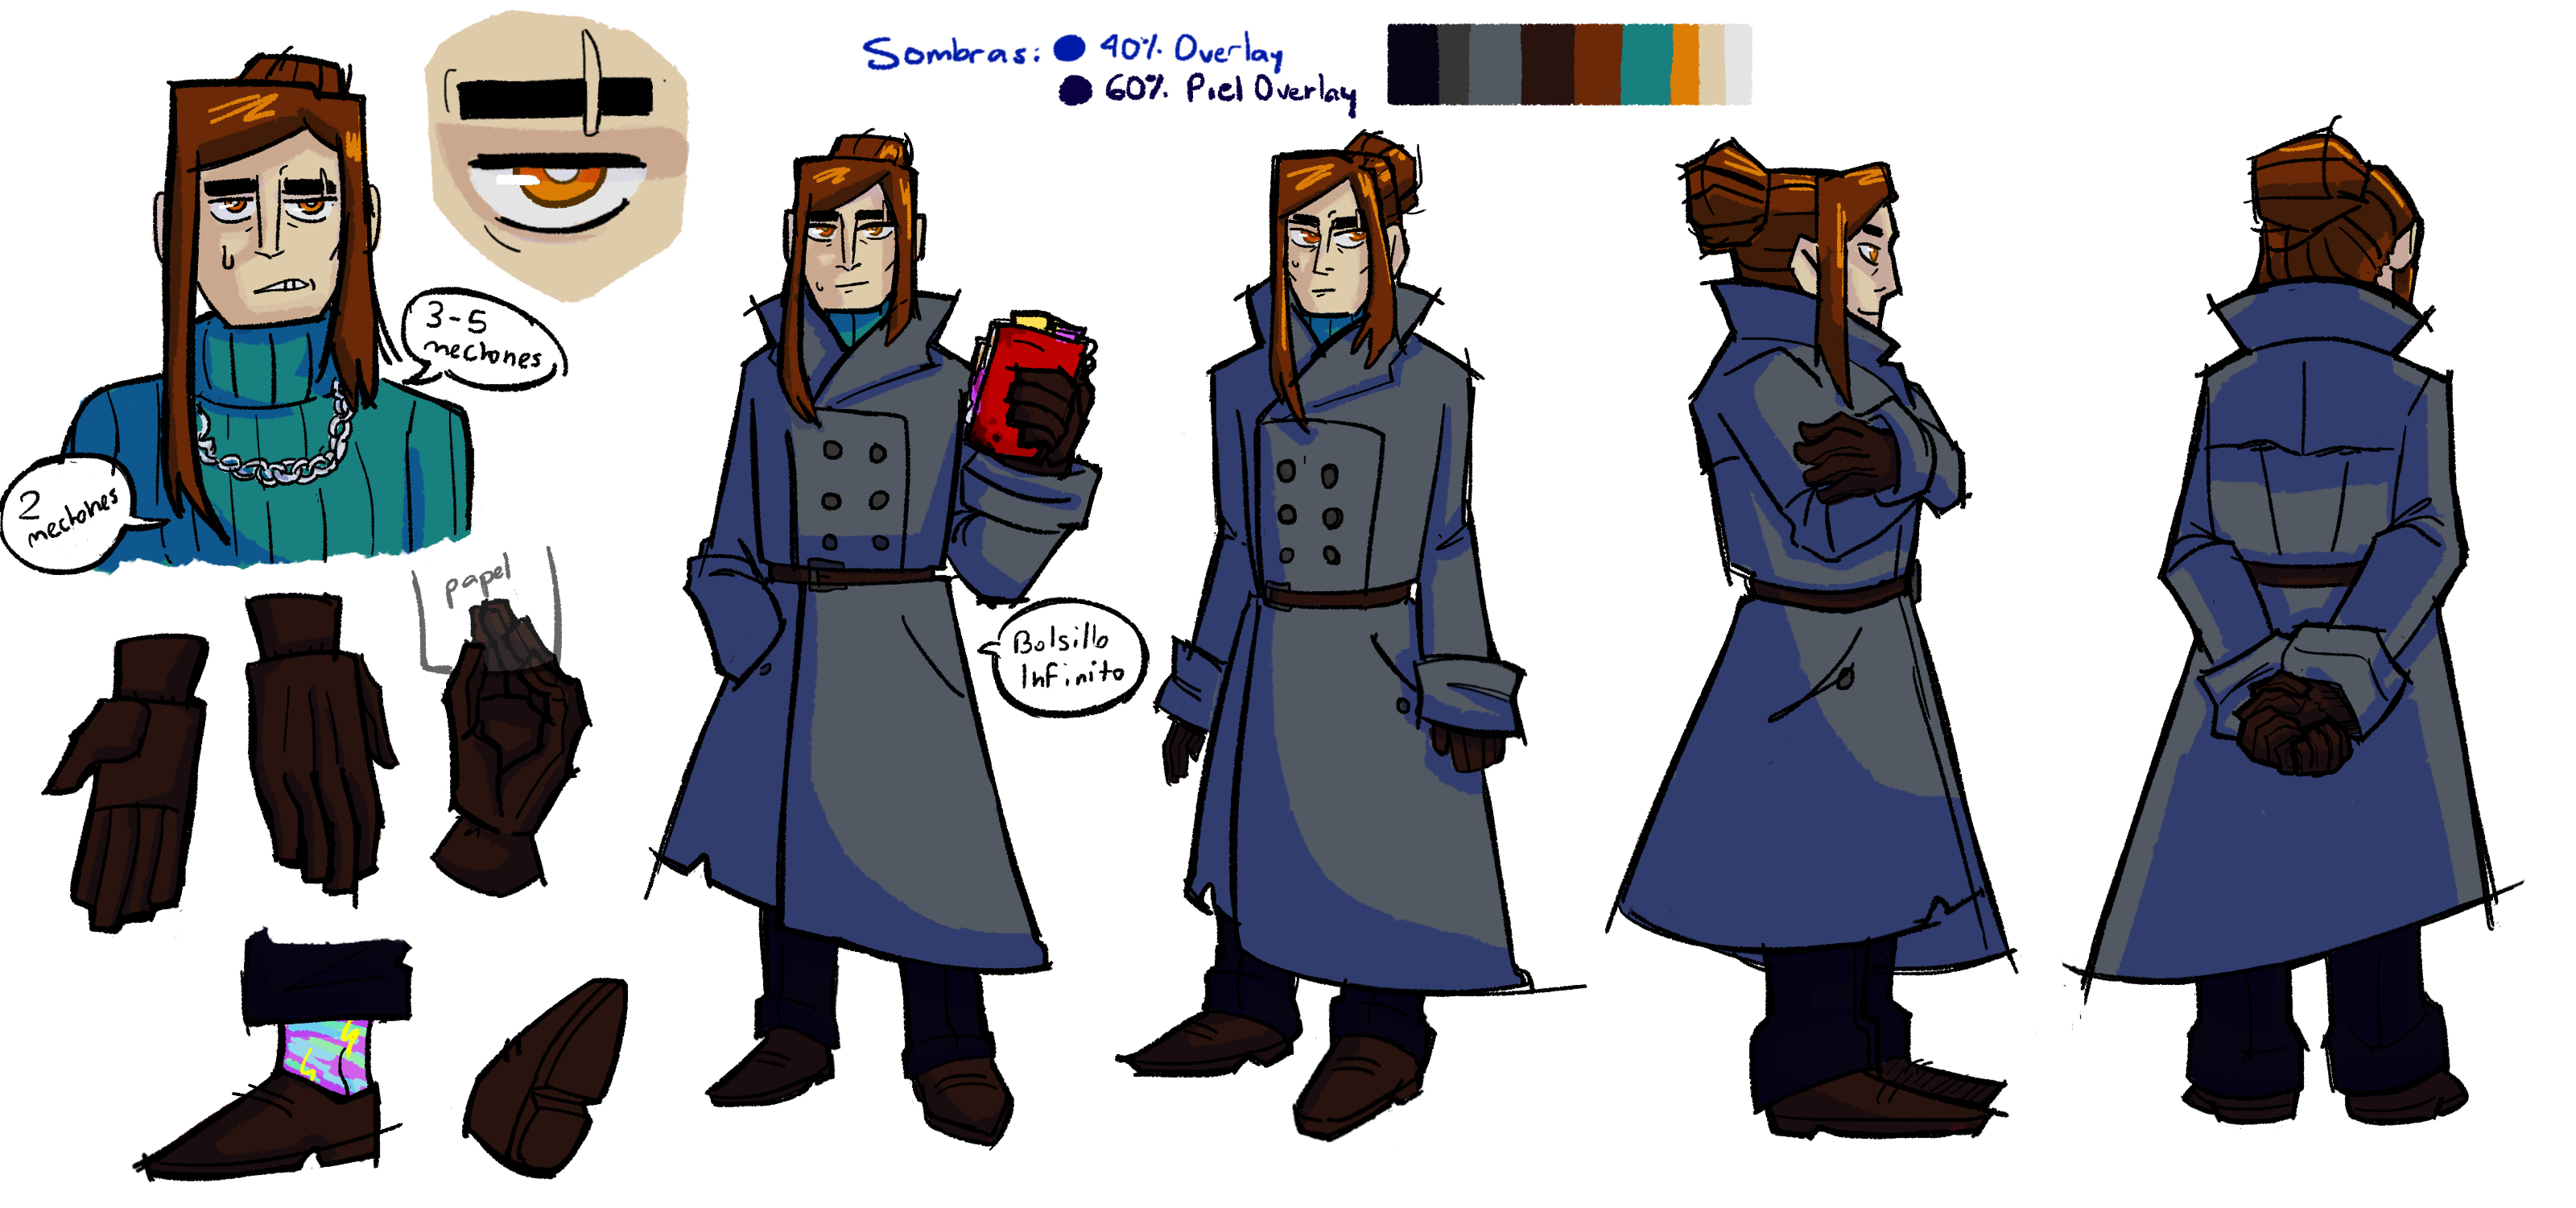 Sombras: 40% Overlay
60% Piel Overlay
3-5
mechones
2
mechones
papel
Bolsillo
Infinito